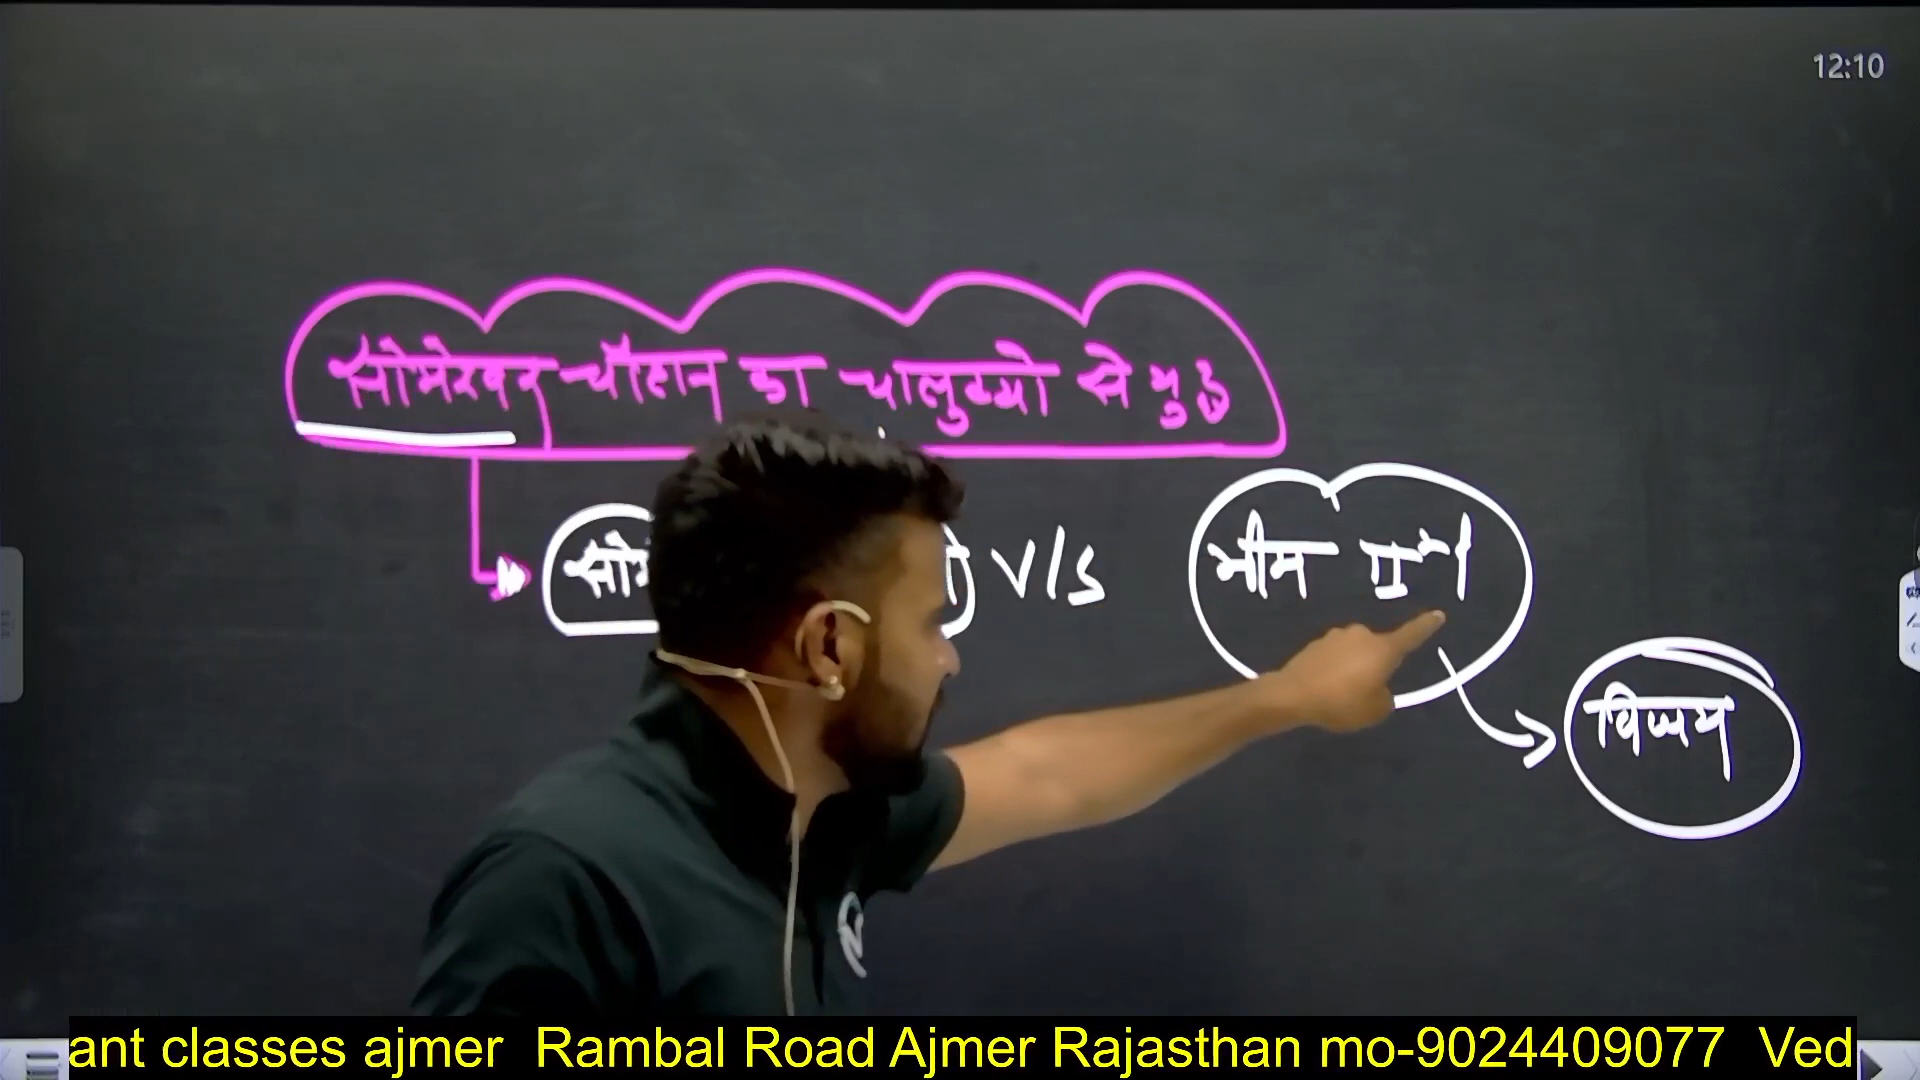 12:10
सोमेश्वर चौहान का चालुक्यो से युद्ध
V/S भीम II
विजय
ant classes ajmer Rambal Road Ajmer Rajasthan mo-9024409077 Ved